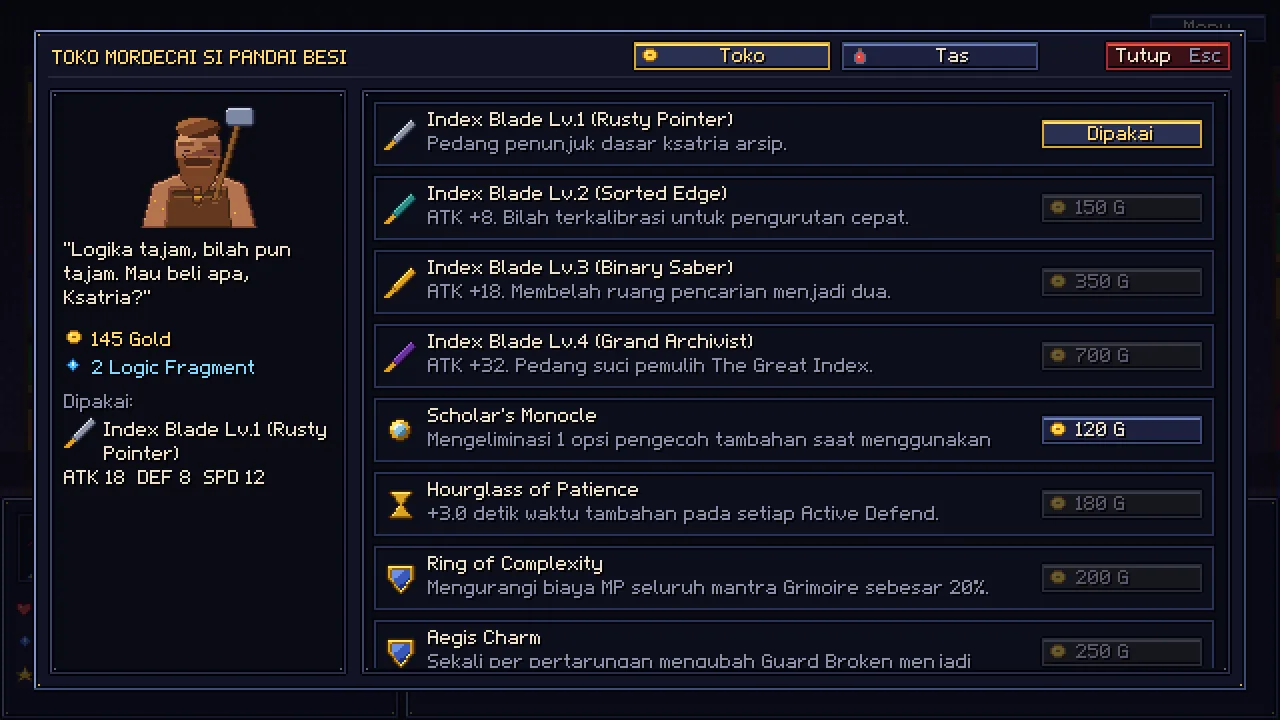 Menu
TOKO MORDECAI SI PANDAI BESI
Toko
Tas
Tutup Esc
"Logika tajam, bilah pun
tajam. Mau beli apa,
Ksatria?"
145 Gold
2 Logic Fragment
Dipakai:
Index Blade Lv.1 (Rusty
Pointer)
ATK 18 DEF 8 SPD 12
Index Blade Lv.1 (Rusty Pointer)
Pedang penunjuk dasar ksatria arsip.
Dipakai
Index Blade Lv.2 (Sorted Edge)
ATK +8. Bilah terkalibrasi untuk pengurutan cepat.
150 G
Index Blade Lv.3 (Binary Saber)
ATK +18. Membelah ruang pencarian menjadi dua.
350 G
Index Blade Lv.4 (Grand Archivist)
ATK +32. Pedang suci pemulih The Great Index.
700 G
Scholar's Monocle
Mengeliminasi 1 opsi pengecoh tambahan saat menggunakan
120 G
Hourglass of Patience
+3.0 detik waktu tambahan pada setiap Active Defend.
180 G
Ring of Complexity
Mengurangi biaya MP seluruh mantra Grimoire sebesar 20%.
200 G
Aegis Charm
Sekali per pertarungan mengubah Guard Broken menjadi
250 G